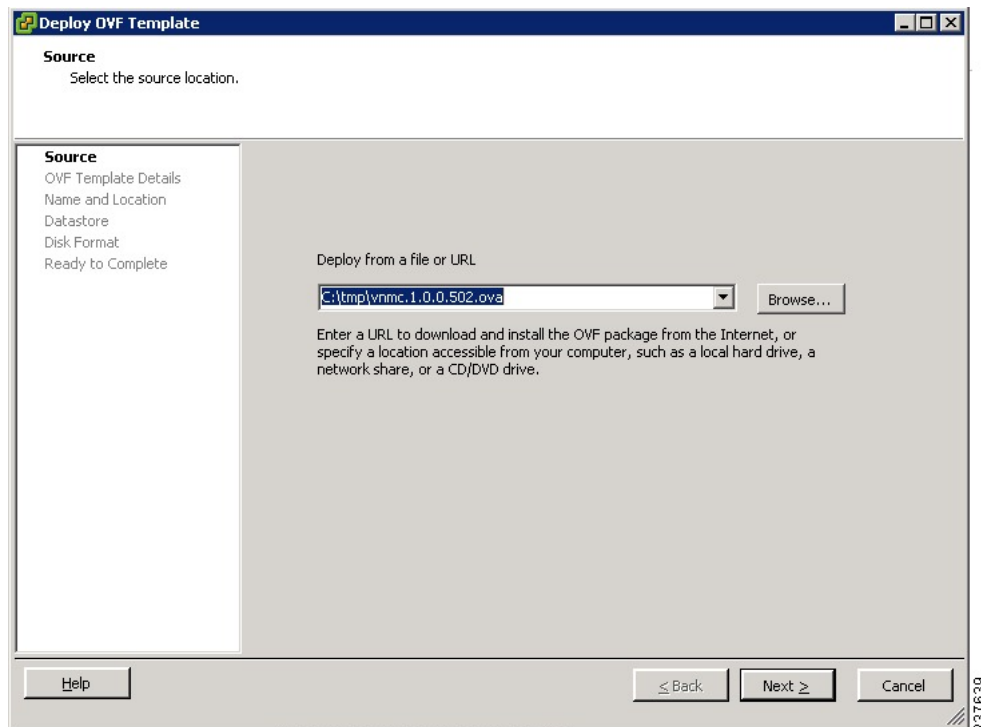 Deploy OVF Template
Source
Select the source location.
Source
OVF Template Details
Name and Location
Datastore
Disk Format
Ready to Complete
Deploy from a file or URL
C:\tmp\vnmc.1.0.0.502.ova
Browse...
Enter a URL to download and install the OVF package from the Internet, or
specify a location accessible from your computer, such as a local hard drive, a
network share, or a CD/DVD drive.
Help
≤ Back
Next ≥
Cancel